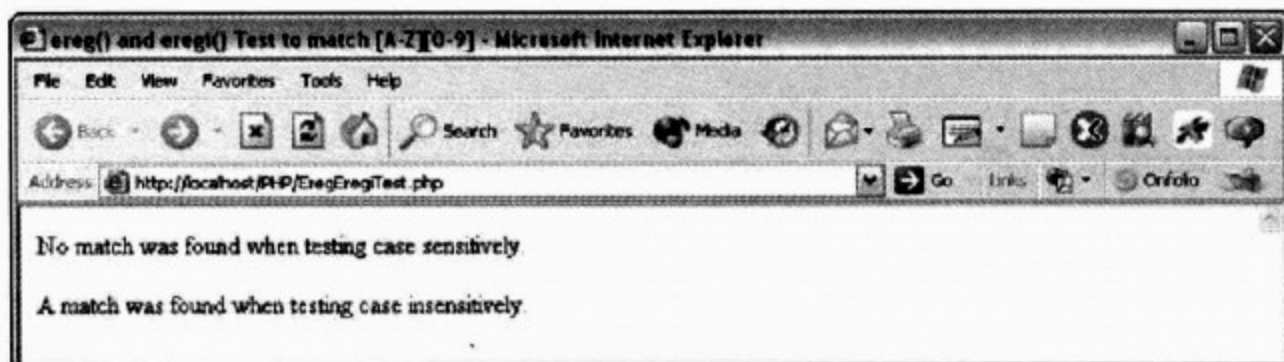 ereg() and eregi() Test to match [A-Z][0-9] - Microsoft Internet Explorer
File Edit View Favorites Tools Help
Back Search Favorites Media
Address http://localhost/PHP/EregEregiTest.php Go Links Onfolio
No match was found when testing case sensitively.
A match was found when testing case insensitively.